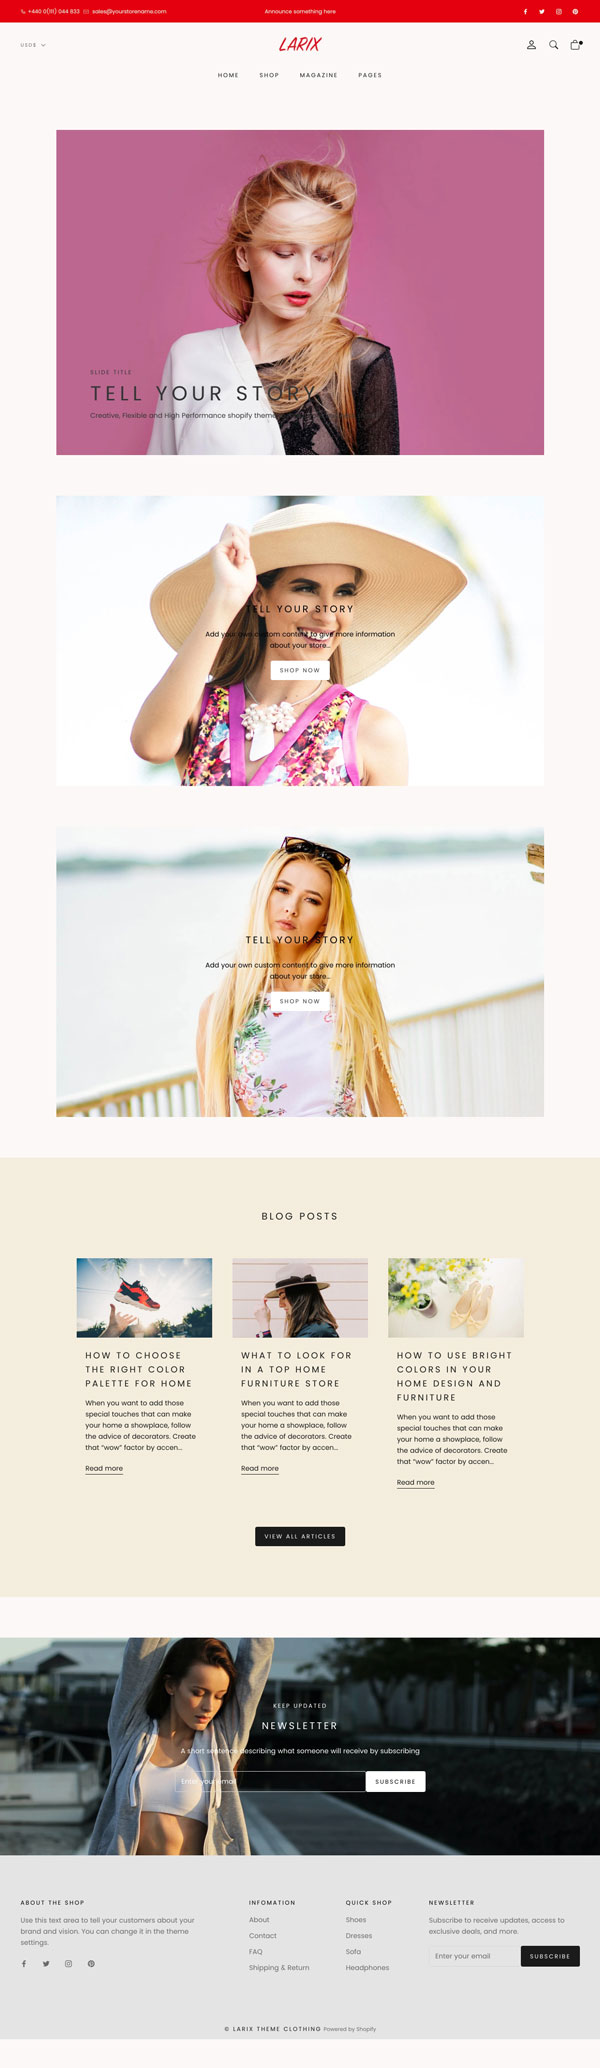 +440 0(111) 044 833 sales@yourstorename.com
Announce something here
USD$
LARIX
HOME SHOP MAGAZINE PAGES
SLIDE TITLE
TELL YOUR STORY
Creative, Flexible and High Performance shopify theme
TELL YOUR STORY
Add your own custom content to give more information
about your store...
SHOP NOW
TELL YOUR STORY
Add your own custom content to give more information
about your store...
SHOP NOW
BLOG POSTS
HOW TO CHOOSE
THE RIGHT COLOR
PALETTE FOR HOME
When you want to add those
special touches that can make
your home a showplace, follow
the advice of decorators. Create
that “wow” factor by accen...
Read more
WHAT TO LOOK FOR
IN A TOP HOME
FURNITURE STORE
When you want to add those
special touches that can make
your home a showplace, follow
the advice of decorators. Create
that “wow” factor by accen...
Read more
HOW TO USE BRIGHT
COLORS IN YOUR
HOME DESIGN AND
FURNITURE
When you want to add those
special touches that can make
your home a showplace, follow
the advice of decorators. Create
that “wow” factor by accen...
Read more
VIEW ALL ARTICLES
KEEP UPDATED
NEWSLETTER
A short sentence describing what someone will receive by subscribing
Enter your email
SUBSCRIBE
ABOUT THE SHOP
Use this text area to tell your customers about your
brand and vision. You can change it in the theme
settings.
INFOMATION
About
Contact
FAQ
Shipping & Return
QUICK SHOP
Shoes
Dresses
Sofa
Headphones
NEWSLETTER
Subscribe to receive updates, access to
exclusive deals, and more.
Enter your email
SUBSCRIBE
© LARIX THEME CLOTHING Powered by Shopify